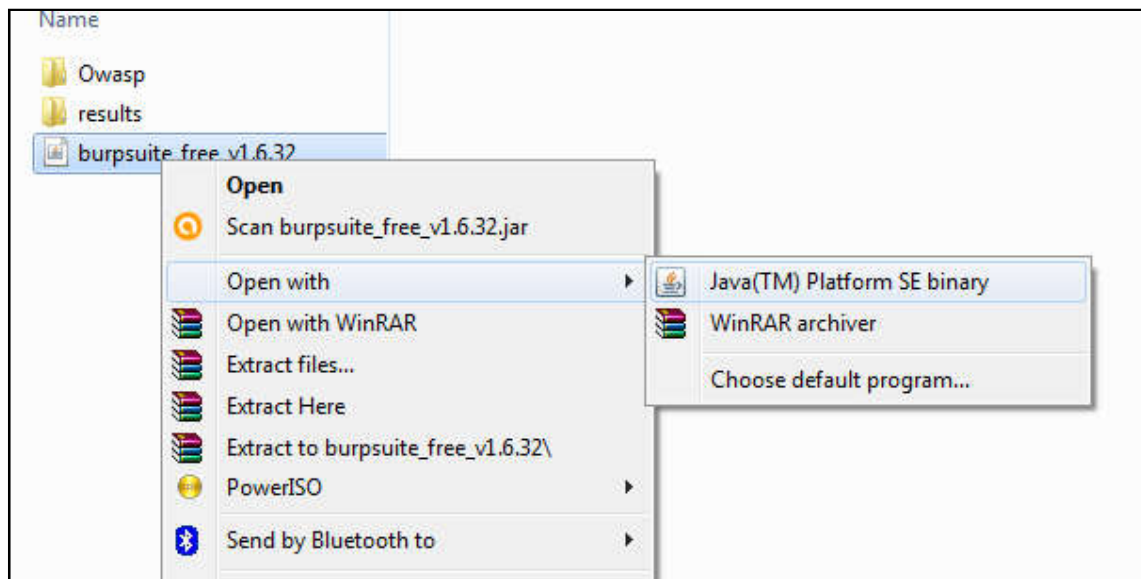 Name
Owasp
results
burpsuite_free_v1.6.32
Open
Scan burpsuite_free_v1.6.32.jar
Open with
Java(TM) Platform SE binary
Open with WinRAR
WinRAR archiver
Extract files...
Choose default program...
Extract Here
Extract to burpsuite_free_v1.6.32\
PowerISO
Send by Bluetooth to